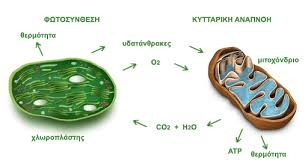 ΦΩΤΟΣΥΝΘΕΣΗ
ΚΥΤΤΑΡΙΚΗ ΑΝΑΠΝΟΗ
θερμότητα
υδατάνθρακες
O2
μιτοχόνδριο
χλωροπλάστης
CO2 + H2O
ATP
θερμότητα